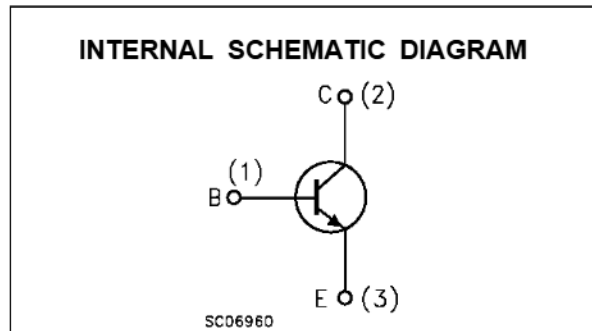 INTERNAL SCHEMATIC DIAGRAM
C (2)
(1)
B
E (3)
SC06960